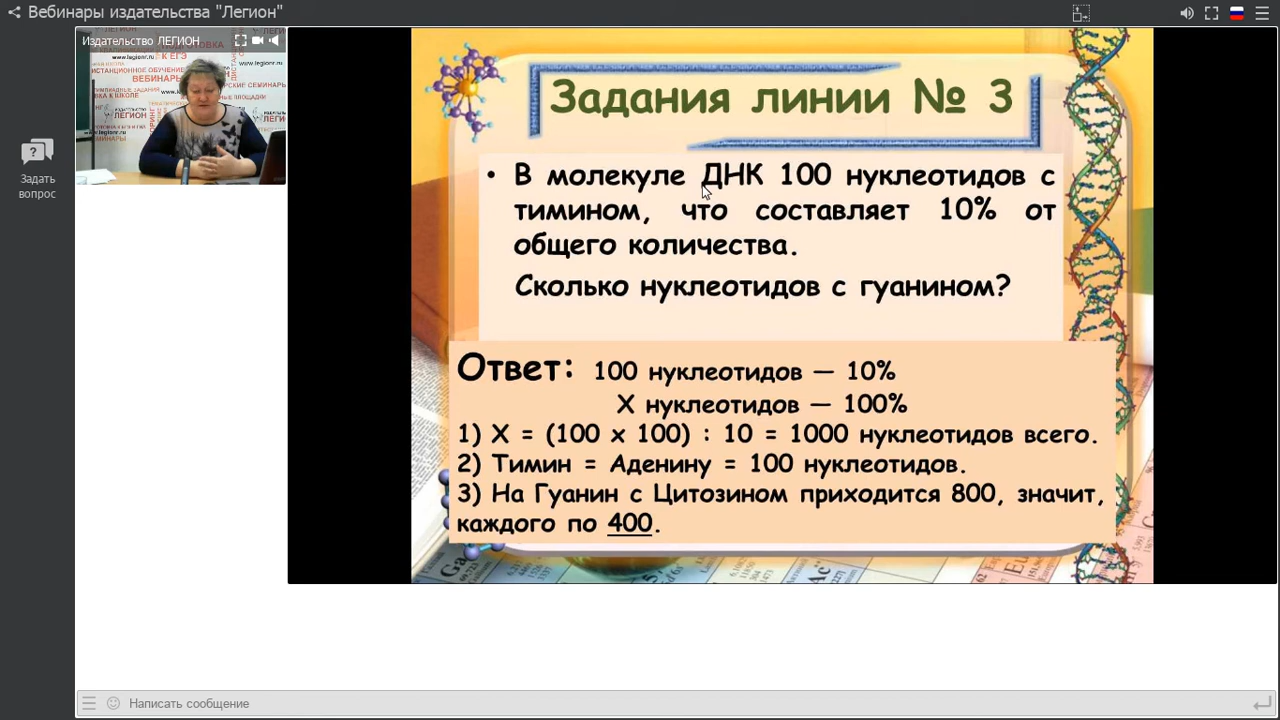 Вебинары издательства "Легион"
Издательство ЛЕГИОН
Задать
вопрос
Задания линии № 3
• В молекуле ДНК 100 нуклеотидов с
тимином, что составляет 10% от
общего количества.
Сколько нуклеотидов с гуанином?
Ответ: 100 нуклеотидов — 10%
X нуклеотидов — 100%
1) X = (100 x 100) : 10 = 1000 нуклеотидов всего.
2) Тимин = Аденину = 100 нуклеотидов.
3) На Гуанин с Цитозином приходится 800, значит,
каждого по 400.
Написать сообщение